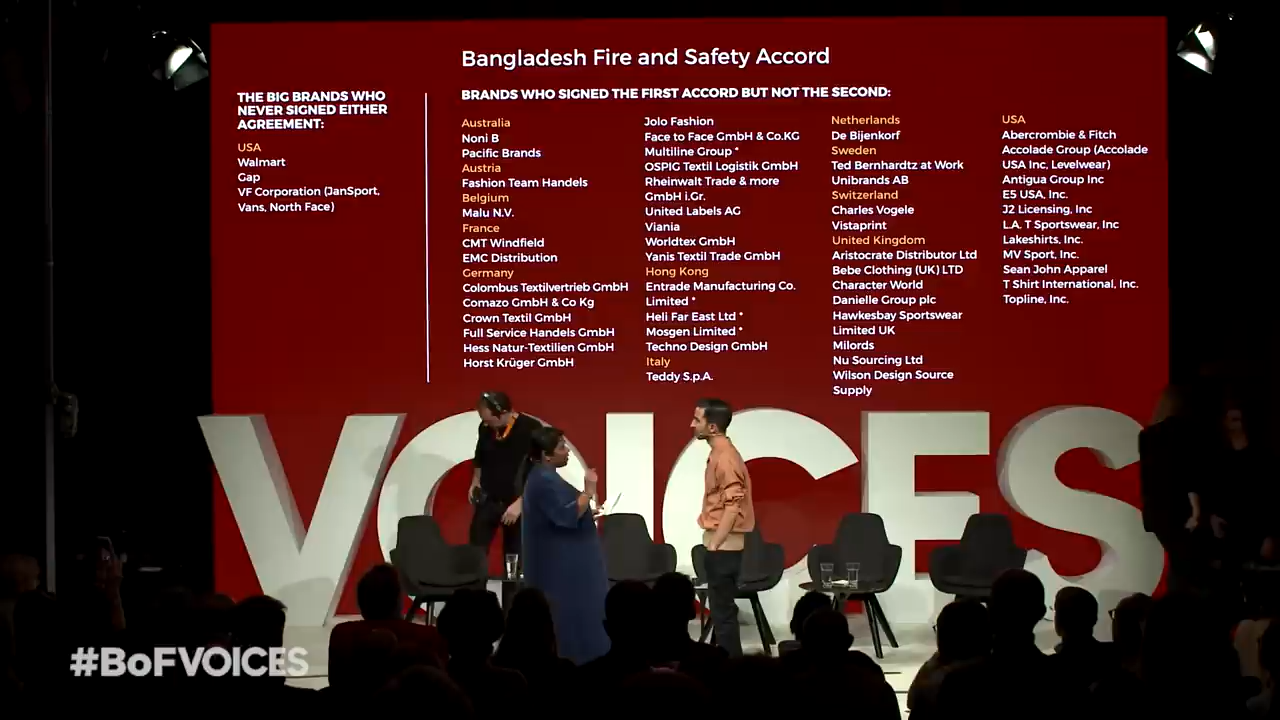 Bangladesh Fire and Safety Accord
THE BIG BRANDS WHO
NEVER SIGNED EITHER
AGREEMENT:
USA
Walmart
Gap
VF Corporation (JanSport,
Vans, North Face)
BRANDS WHO SIGNED THE FIRST ACCORD BUT NOT THE SECOND:
Australia
Noni B
Pacific Brands
Austria
Fashion Team Handels
Belgium
Malu N.V.
France
CMT Windfield
EMC Distribution
Germany
Colombus Textilvertrieb GmbH
Comazo GmbH & Co Kg
Crown Textil GmbH
Full Service Handels GmbH
Hess Natur-Textilien GmbH
Horst Krüger GmbH
Jolo Fashion
Face to Face GmbH & Co.KG
Multiline Group *
OSPIG Textil Logistik GmbH
Rheinwalt Trade & more
GmbH i.Gr.
United Labels AG
Viania
Worldtex GmbH
Yanis Textil Trade GmbH
Hong Kong
Entrade Manufacturing Co.
Limited *
Heli Far East Ltd *
Mosgen Limited *
Techno Design GmbH
Italy
Teddy S.p.A.
Netherlands
De Bijenkorf
Sweden
Ted Bernhardtz at Work
Unibrands AB
Switzerland
Charles Vogele
Vistaprint
United Kingdom
Aristocrate Distributor Ltd
Bebe Clothing (UK) LTD
Character World
Danielle Group plc
Hawkesbay Sportswear
Limited UK
Milords
Nu Sourcing Ltd
Wilson Design Source
Supply
USA
Abercrombie & Fitch
Accolade Group (Accolade
USA Inc, Levelwear)
Antigua Group Inc
E5 USA, Inc.
J2 Licensing, Inc
L.A. T Sportswear, Inc
Lakeshirts, Inc.
MV Sport, Inc.
Sean John Apparel
T Shirt International, Inc.
Topline, Inc.
VOICES
#BoFVOICES